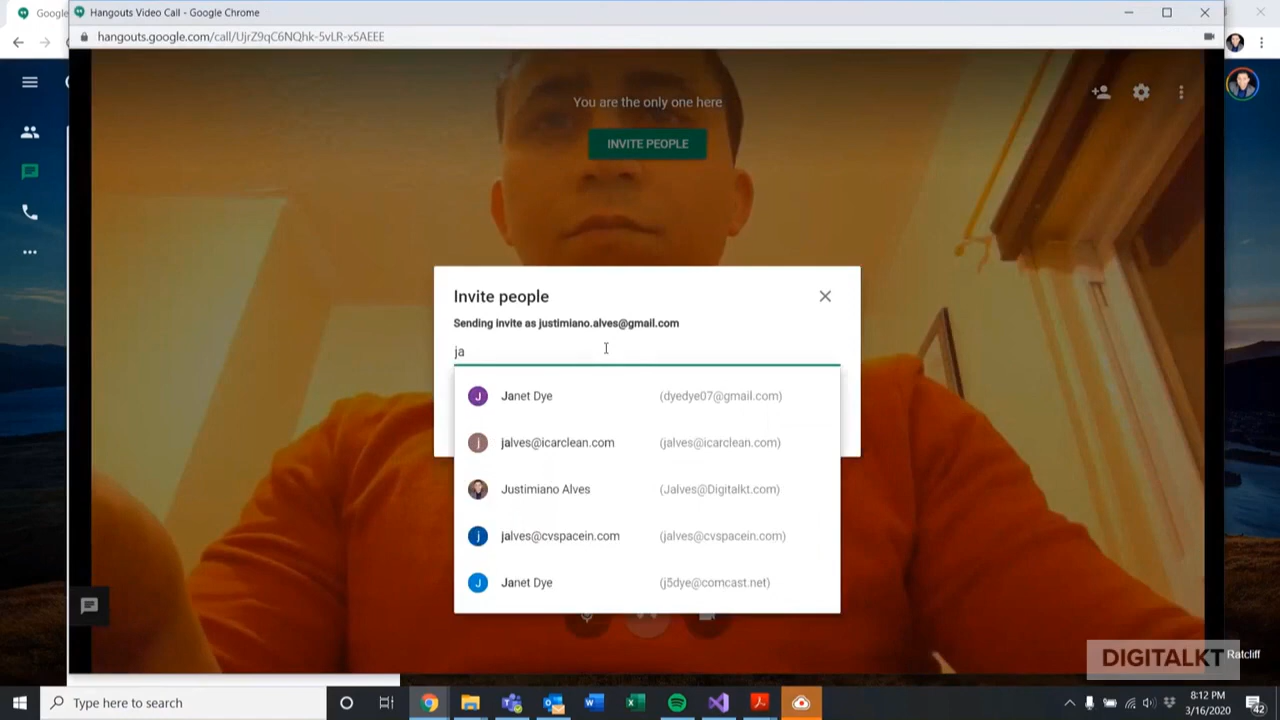 Google
Hangouts Video Call - Google Chrome
hangouts.google.com/call/UjrZ9qC6NQhk-5vLR-x5AEEE
You are the only one here
INVITE PEOPLE
Invite people
Sending invite as justimiano.alves@gmail.com
ja
J Janet Dye (dyedye07@gmail.com)
j jalves@icarclean.com (jalves@icarclean.com)
Justimiano Alves (Jalves@Digitalkt.com)
j jalves@cvspacein.com (jalves@cvspacein.com)
J Janet Dye (j5dye@comcast.net)
DIGITALKT
Ratcliff
Type here to search
8:12 PM
3/16/2020
42